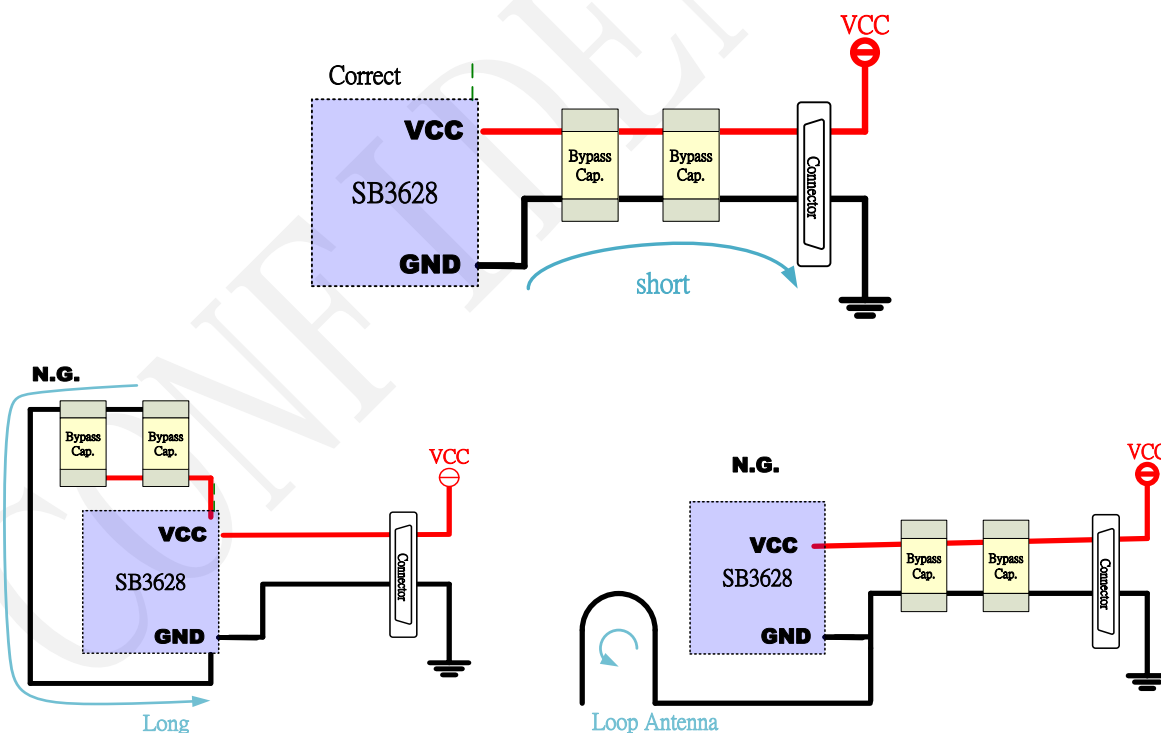 VCC
Correct
VCC
SB3628
GND
Bypass
Cap.
Bypass
Cap.
Connector
short
N.G.
Bypass
Cap.
Bypass
Cap.
VCC
VCC
SB3628
GND
Connector
Long
N.G.
VCC
VCC
SB3628
GND
Bypass
Cap.
Bypass
Cap.
Connector
Loop Antenna